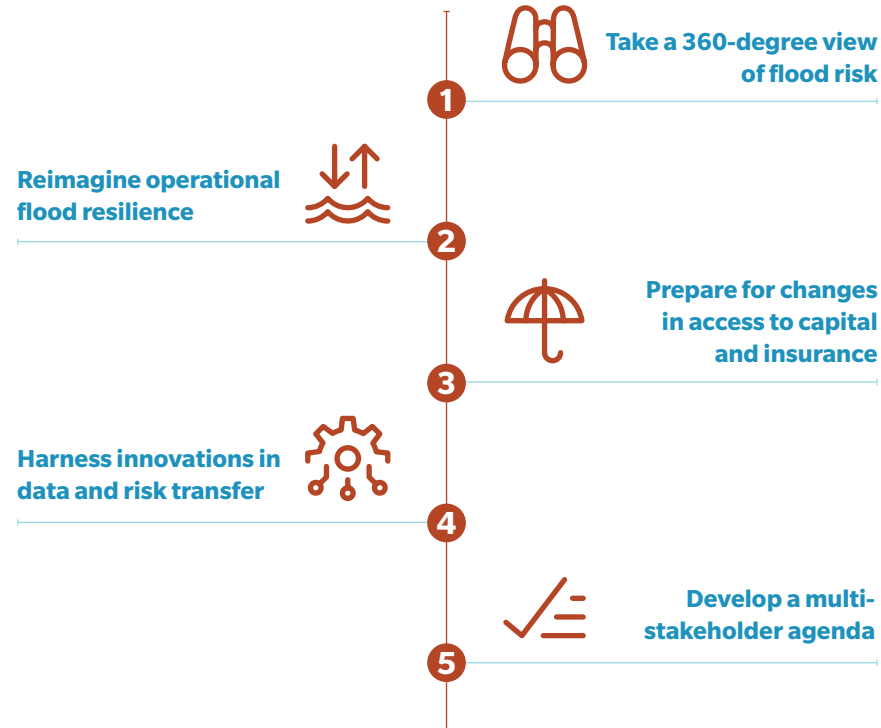 Take a 360-degree view
of flood risk
1
Reimagine operational
flood resilience
2
Prepare for changes
in access to capital
and insurance
3
Harness innovations in
data and risk transfer
4
Develop a multi-
stakeholder agenda
5